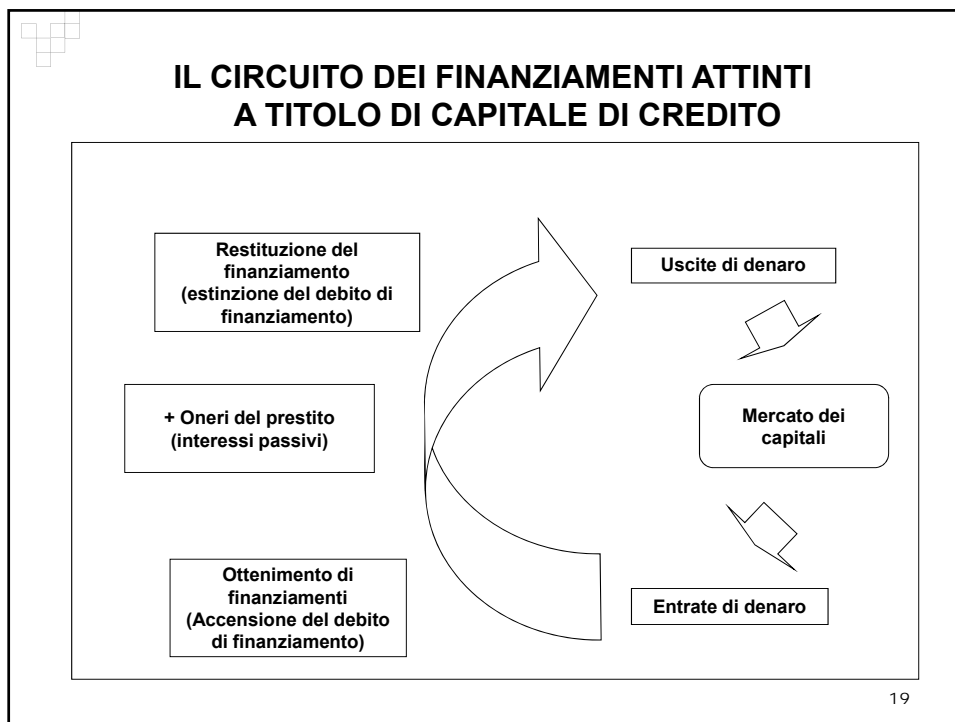 IL CIRCUITO DEI FINANZIAMENTI ATTINTI
A TITOLO DI CAPITALE DI CREDITO
Restituzione del
finanziamento
(estinzione del debito di
finanziamento)
Uscite di denaro
+ Oneri del prestito
(interessi passivi)
Mercato dei
capitali
Ottenimento di
finanziamenti
(Accensione del debito
di finanziamento)
Entrate di denaro
19